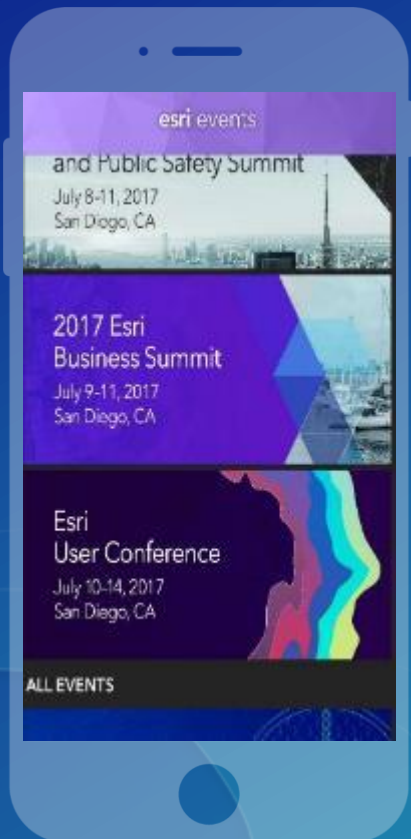 esri events
and Public Safety Summit
July 8-11, 2017
San Diego, CA
2017 Esri
Business Summit
July 9-11, 2017
San Diego, CA
Esri
User Conference
July 10-14, 2017
San Diego, CA
ALL EVENTS